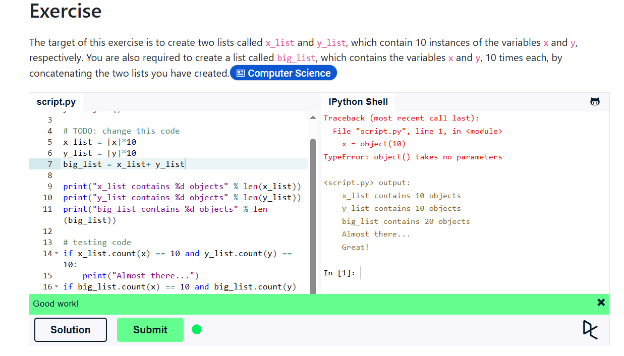 Exercise
The target of this exercise is to create two lists called x_list and y_list, which contain 10 instances of the variables x and y,
respectively. You are also required to create a list called big_list, which contains the variables x and y, 10 times each, by
concatenating the two lists you have created. Computer Science
script.py
3
4 # TODO: change this code
5 x_list = [x]*10
6 y_list = [y]*10
7 big_list = x_list+ y_list
8
9 print("x_list contains %d objects" % len(x_list))
10 print("y_list contains %d objects" % len(y_list))
11 print("big_list contains %d objects" % len
(big_list))
12
13 # testing code
14 if x_list.count(x) == 10 and y_list.count(y) ==
10:
15 print("Almost there...")
16 if big_list.count(x) == 10 and big_list.count(y)
IPython Shell
Traceback (most recent call last):
File "script.py", line 1, in <module>
x = object(10)
TypeError: object() takes no parameters
<script.py> output:
x_list contains 10 objects
y_list contains 10 objects
big_list contains 20 objects
Almost there...
Great!
In [1]:
Good work!
Solution
Submit